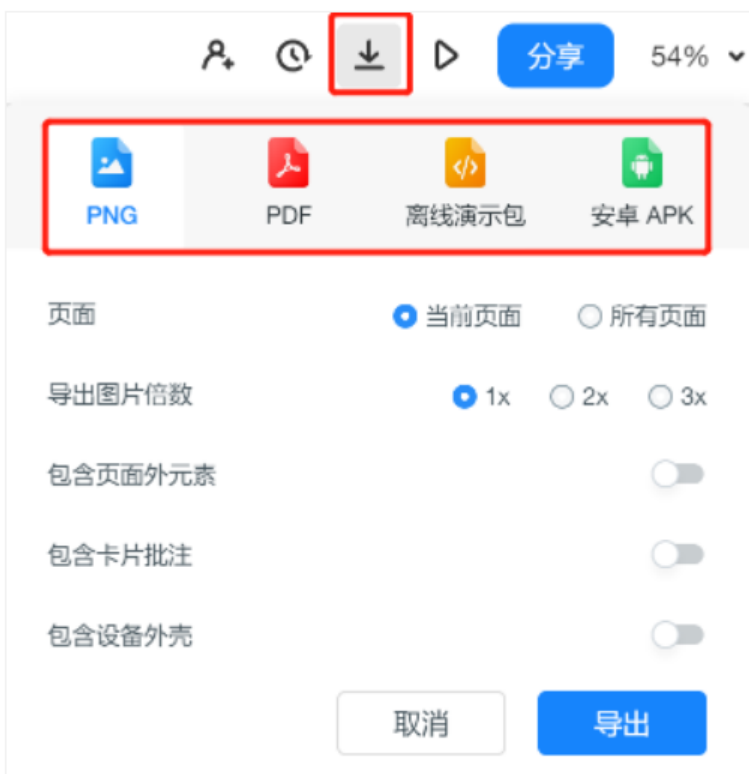 分享 54%
PNG PDF 离线演示包 安卓 APK
页面 当前页面 所有页面
导出图片倍数 1x 2x 3x
包含页面外元素
包含卡片批注
包含设备外壳
取消 导出